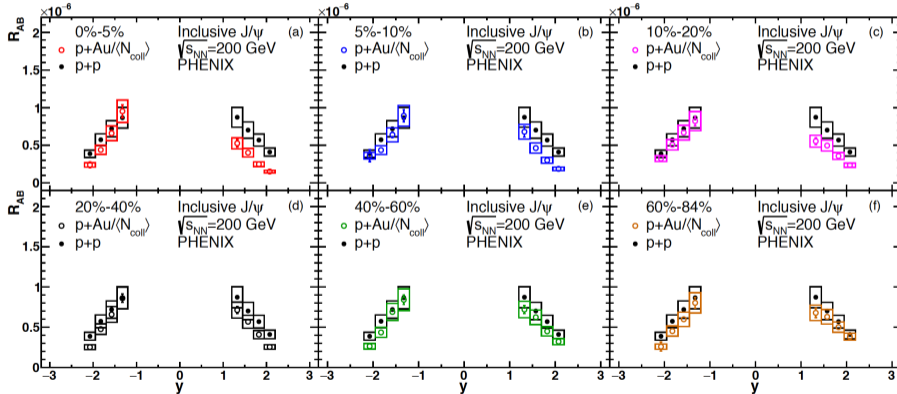 ×10⁻⁶ ×10⁻⁶ ×10⁻⁶
R_AB
2
1.5
1
0.5
0
0%-5% Inclusive J/ψ (a)
p+Au/⟨N_coll⟩ √s_NN=200 GeV
p+p PHENIX
5%-10% Inclusive J/ψ (b)
p+Au/⟨N_coll⟩ √s_NN=200 GeV
p+p PHENIX
10%-20% Inclusive J/ψ (c)
p+Au/⟨N_coll⟩ √s_NN=200 GeV
p+p PHENIX
R_AB
2
1.5
1
0.5
0
20%-40% Inclusive J/ψ (d)
p+Au/⟨N_coll⟩ √s_NN=200 GeV
p+p PHENIX
40%-60% Inclusive J/ψ (e)
p+Au/⟨N_coll⟩ √s_NN=200 GeV
p+p PHENIX
60%-84% Inclusive J/ψ (f)
p+Au/⟨N_coll⟩ √s_NN=200 GeV
p+p PHENIX
−3 −2 −1 0 1 2 3 −3 −2 −1 0 1 2 3 −3 −2 −1 0 1 2 3
y y y